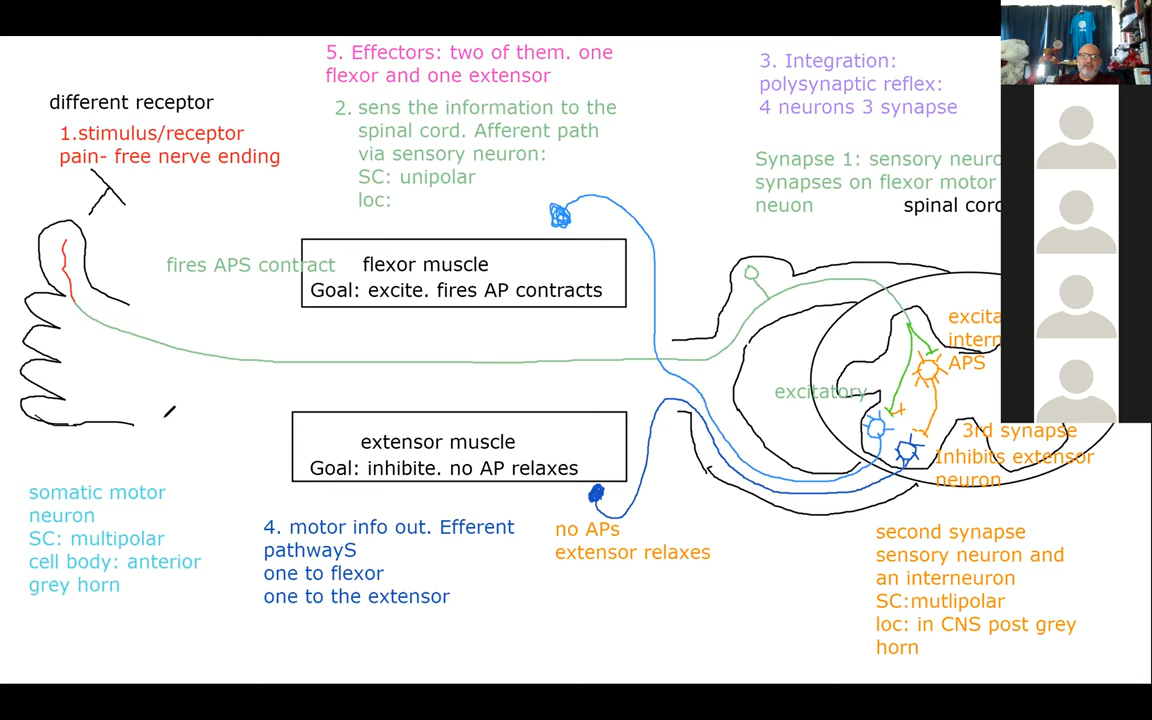 5. Effectors: two of them. one
flexor and one extensor
3. Integration:
polysynaptic reflex:
4 neurons 3 synapse
different receptor
1.stimulus/receptor
pain- free nerve ending
2. sens the information to the
spinal cord. Afferent path
via sensory neuron:
SC: unipolar
loc:
Synapse 1: sensory neuro
synapses on flexor motor
neuon
spinal cord
fires APS contract
flexor muscle
Goal: excite. fires AP contracts
excita
intern
APS
excitatory
extensor muscle
Goal: inhibite. no AP relaxes
3rd synapse
Inhibits extensor
neuron
somatic motor
neuron
SC: multipolar
cell body: anterior
grey horn
4. motor info out. Efferent
pathwayS
one to flexor
one to the extensor
no APs
extensor relaxes
second synapse
sensory neuron and
an interneuron
SC:mutlipolar
loc: in CNS post grey
horn